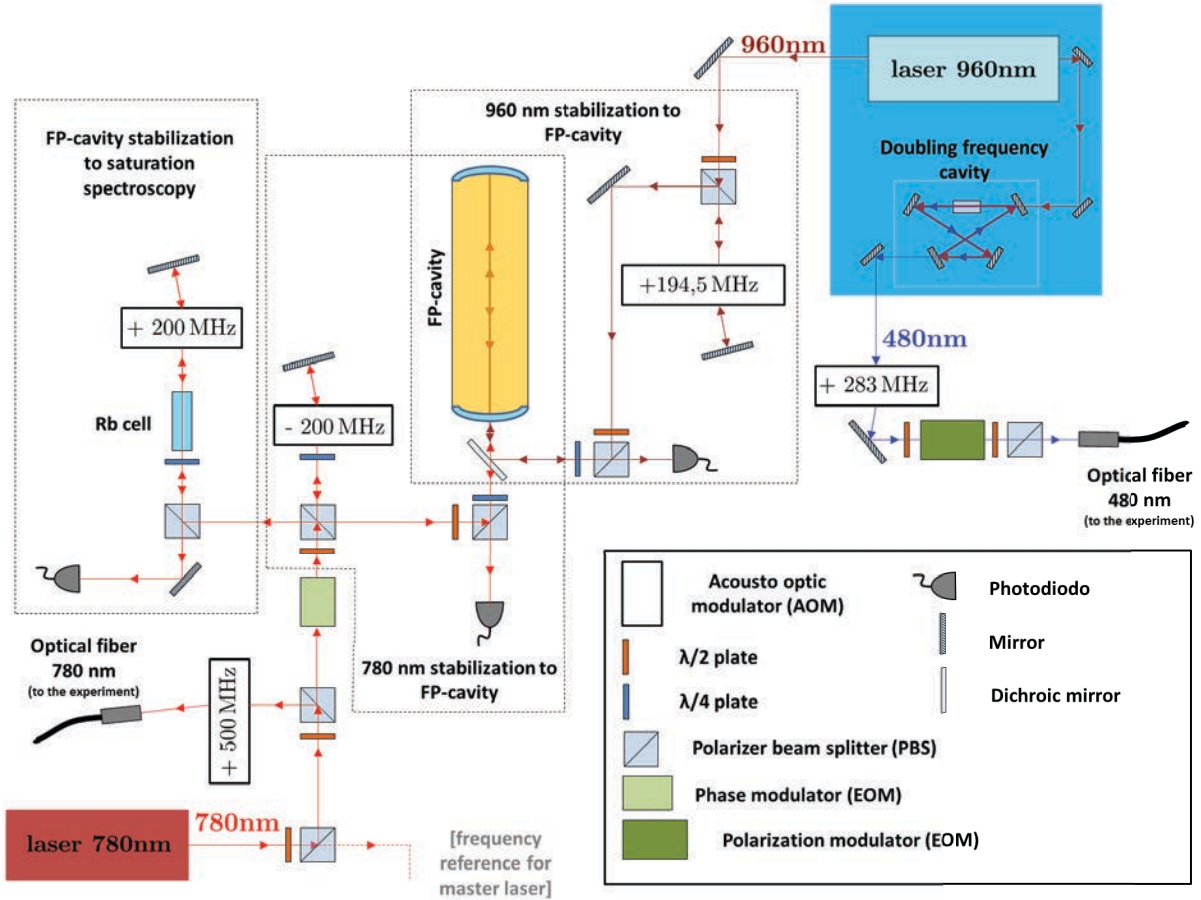 960nm
laser 960nm
FP-cavity stabilization
to saturation
spectroscopy
960 nm stabilization to
FP-cavity
Doubling frequency
cavity
FP-cavity
+194,5 MHz
+ 200 MHz
480nm
+ 283 MHz
Rb cell
- 200 MHz
Optical fiber
480 nm
(to the experiment)
Optical fiber
780 nm
(to the experiment)
+ 500 MHz
780 nm stabilization to
FP-cavity
laser 780nm
780nm
[frequency
reference for
master laser]
Acousto optic
modulator (AOM)
λ/2 plate
λ/4 plate
Polarizer beam splitter (PBS)
Phase modulator (EOM)
Polarization modulator (EOM)
Photodiodo
Mirror
Dichroic mirror